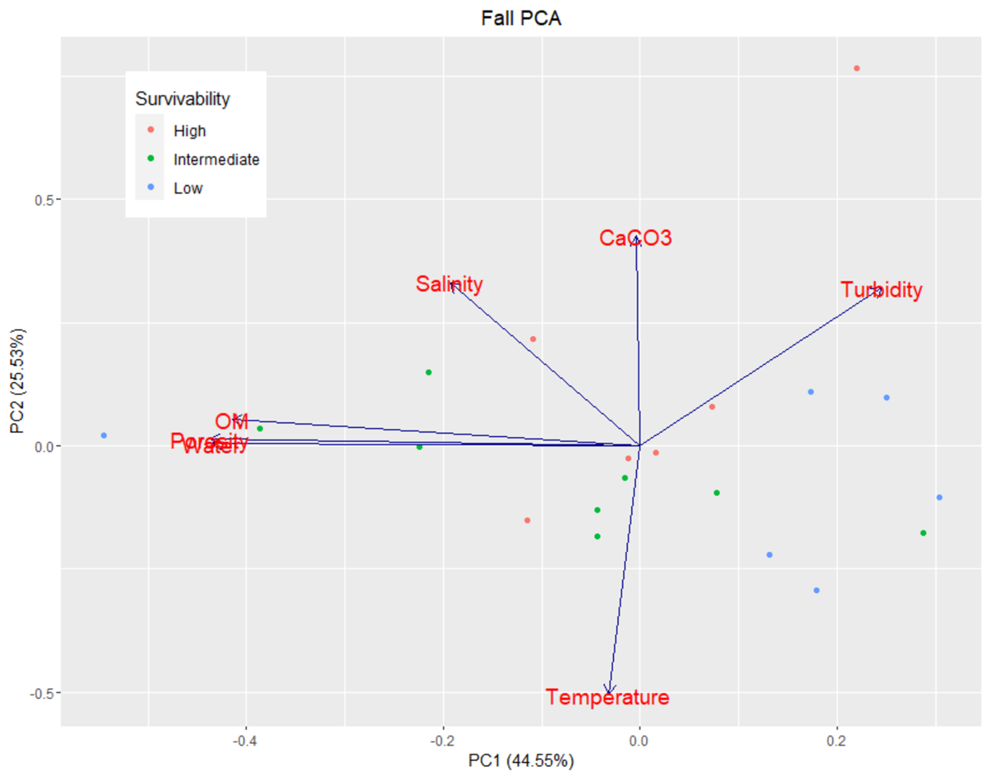 Fall PCA
Survivability
High
Intermediate
Low
0.5
CaCO3
Salinity
Turbidity
PC2 (25.53%)
OM
Porosity
Water
0.0
-0.5
Temperature
-0.4
-0.2
0.0
0.2
PC1 (44.55%)